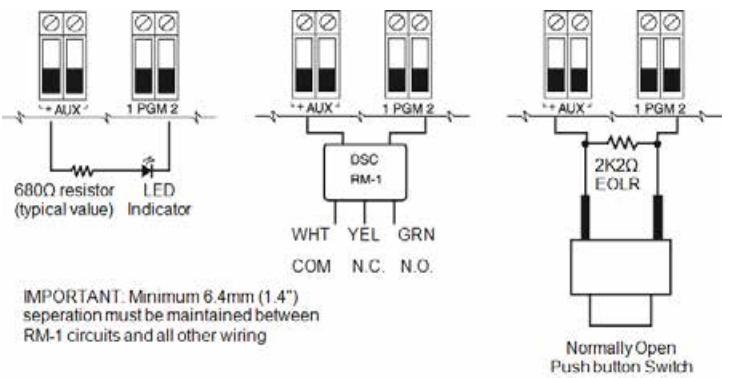 + AUX -
1 PGM 2
680Ω resistor
(typical value)
LED
Indicator
+ AUX -
1 PGM 2
DSC
RM-1
WHT YEL GRN
COM N.C. N.O.
IMPORTANT: Minimum 6.4mm (1.4")
seperation must be maintained between
RM-1 circuits and all other wiring
+ AUX -
1 PGM 2
2K2Ω
EOLR
Normally Open
Push button Switch